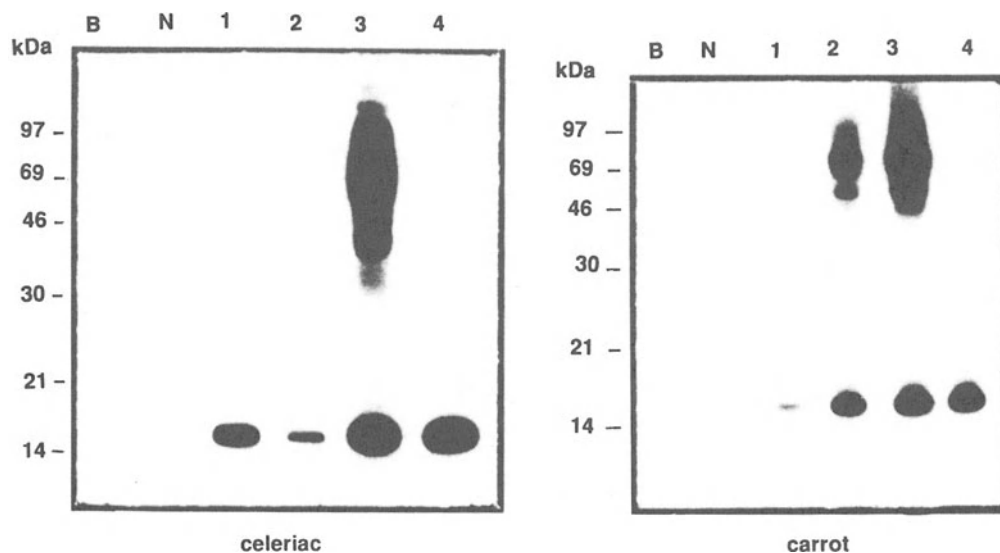 B N 1 2 3 4
kDa
97 –
69 –
46 –
30 –
21 –
14 –
celeriac
B N 1 2 3 4
kDa
97 –
69 –
46 –
30 –
21 –
14 –
carrot